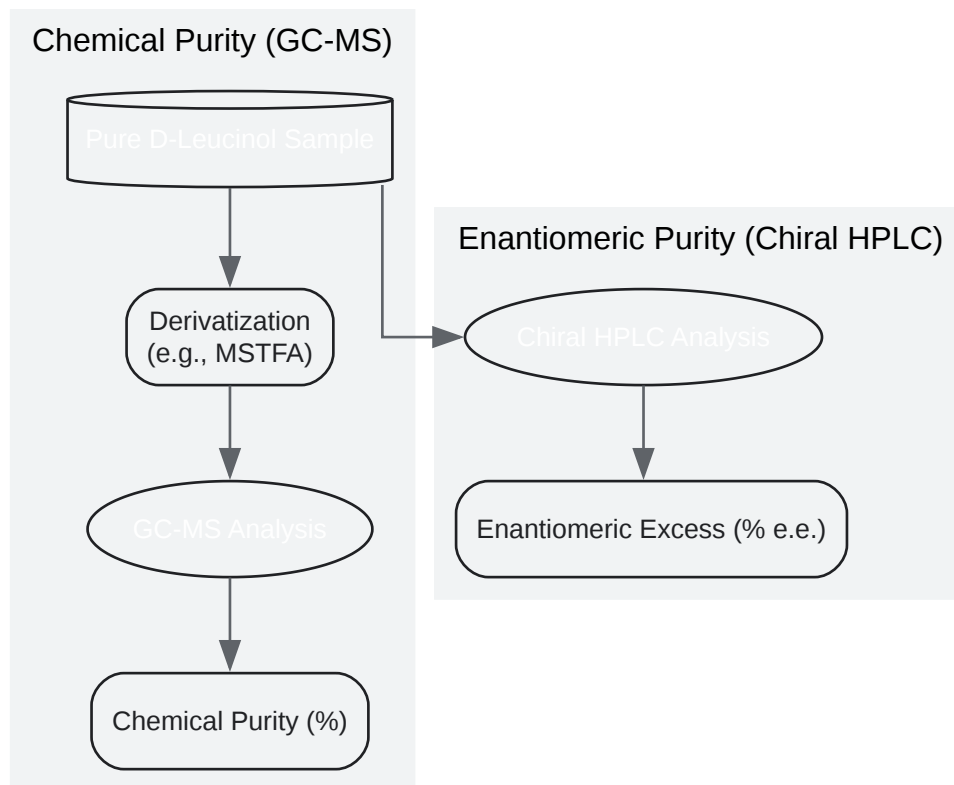 Chemical Purity (GC-MS)
Pure D-Leucinol Sample
Derivatization
(e.g., MSTFA)
GC-MS Analysis
Chemical Purity (%)
Enantiomeric Purity (Chiral HPLC)
Chiral HPLC Analysis
Enantiomeric Excess (% e.e.)